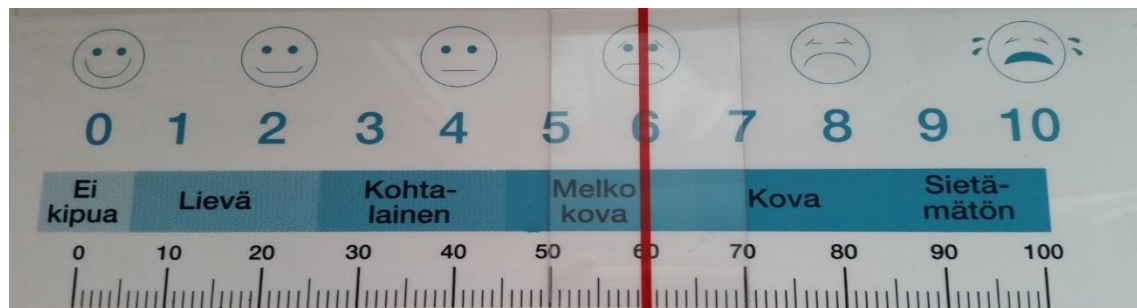 0 1 2 3 4 5 6 7 8 9 10
Ei kipua
Lievä
Kohta-
lainen
Melko
kova
Kova
Sietä-
mätön
0 10 20 30 40 50 60 70 80 90 100